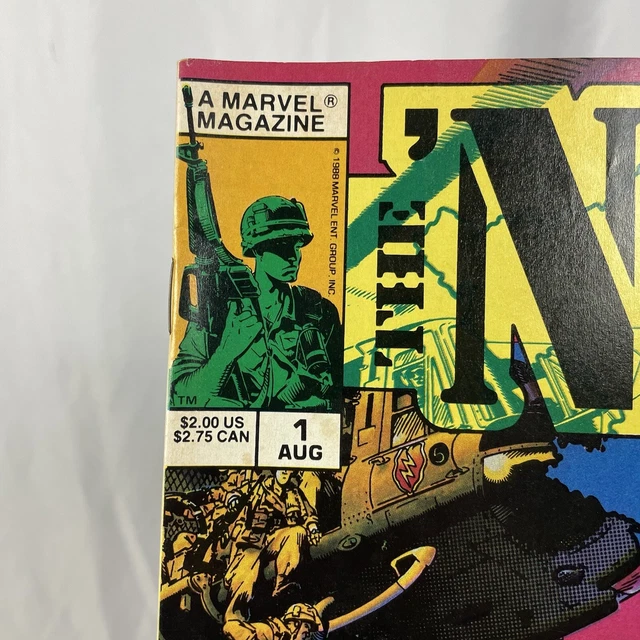 A MARVEL®
MAGAZINE
© 1988 MARVEL ENT. GROUP, INC.
TM
$2.00 US
$2.75 CAN
1
AUG
THE 'N